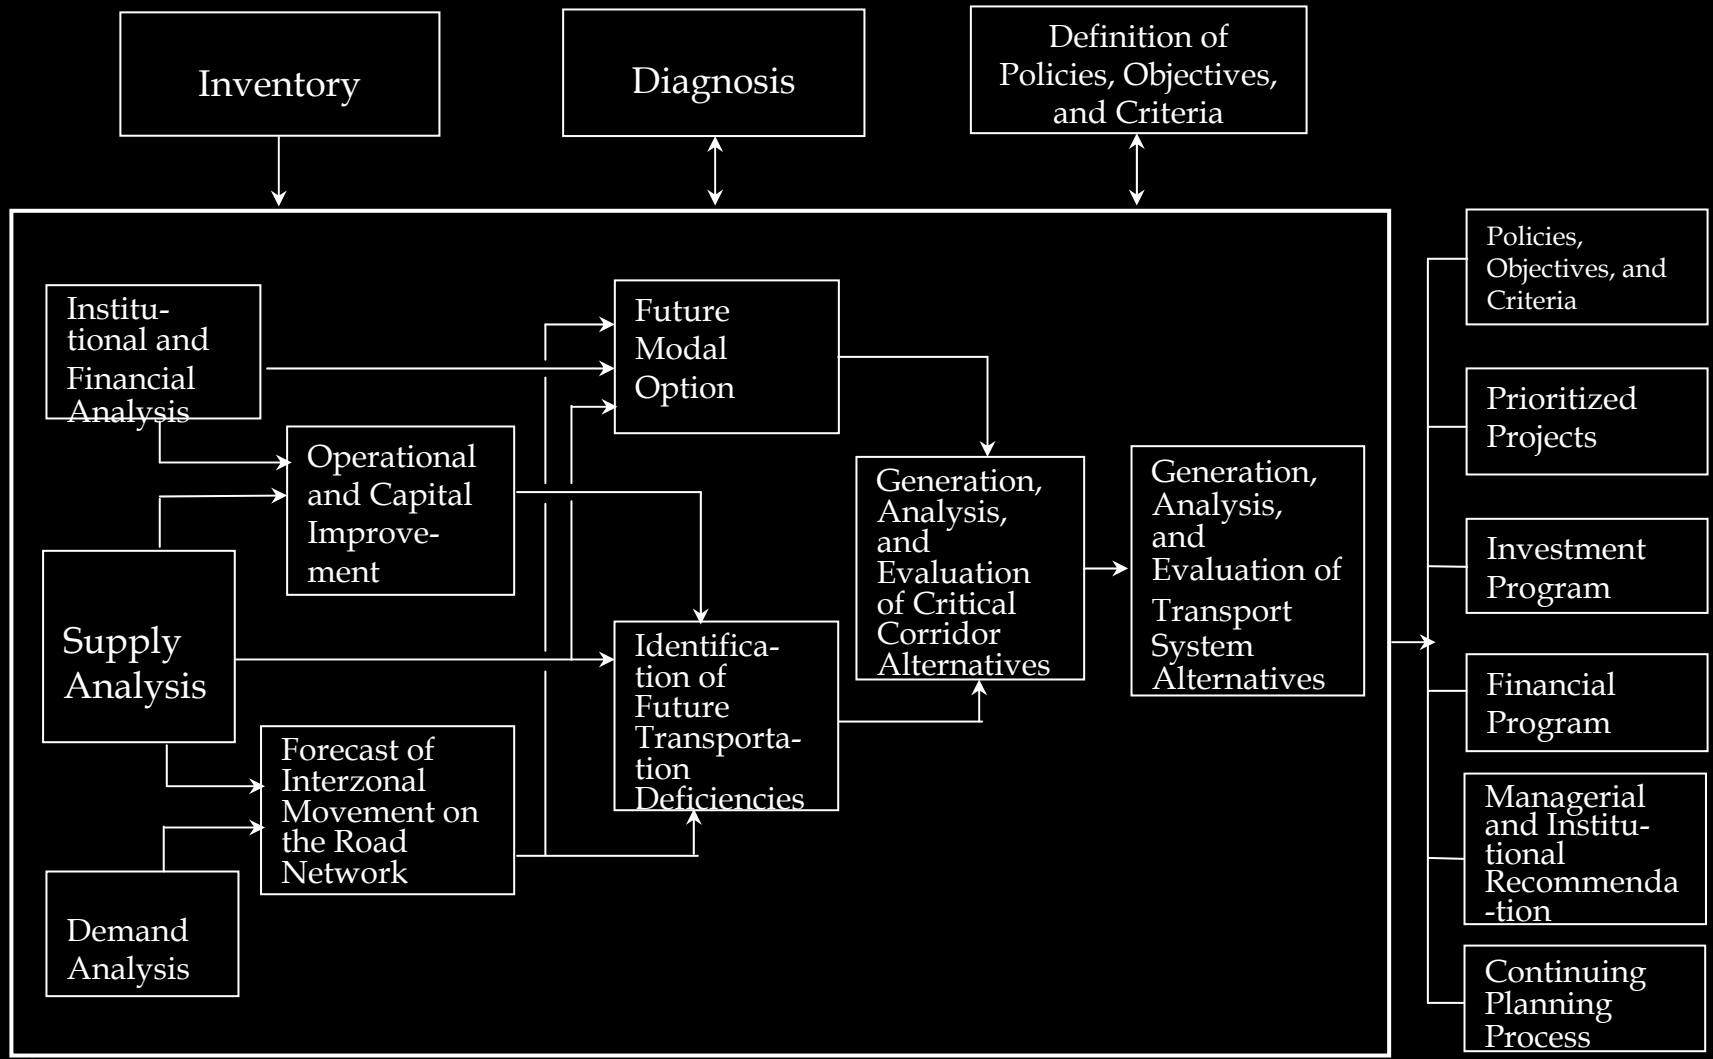 Inventory
Diagnosis
Definition of
Policies, Objectives,
and Criteria
Institu-
tional and
Financial
Analysis
Operational
and Capital
Improve-
ment
Supply
Analysis
Forecast of
Interzonal
Movement on
the Road
Network
Demand
Analysis
Future
Modal
Option
Identifica-
tion of
Future
Transporta-
tion
Deficiencies
Generation,
Analysis,
and
Evaluation
of Critical
Corridor
Alternatives
Generation,
Analysis,
and
Evaluation of
Transport
System
Alternatives
Policies,
Objectives, and
Criteria
Prioritized
Projects
Investment
Program
Financial
Program
Managerial
and Institu-
tional
Recommenda
-tion
Continuing
Planning
Process